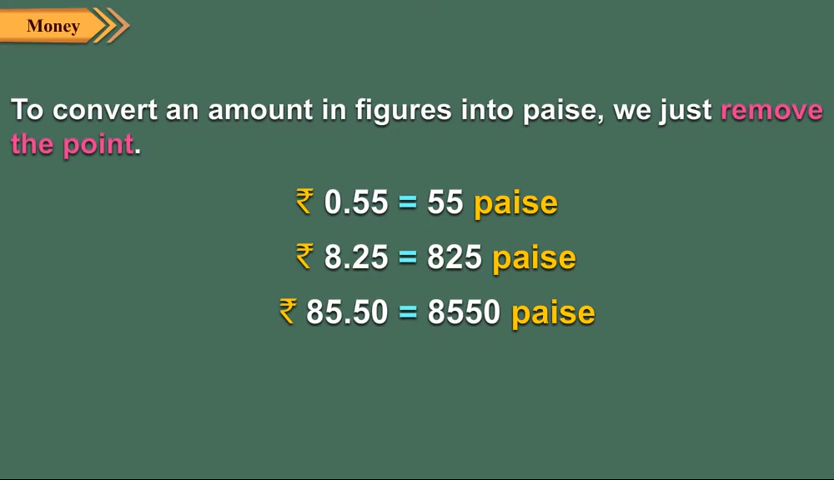 Money
To convert an amount in figures into paise, we just remove
the point.
₹ 0.55 = 55 paise
₹ 8.25 = 825 paise
₹ 85.50 = 8550 paise